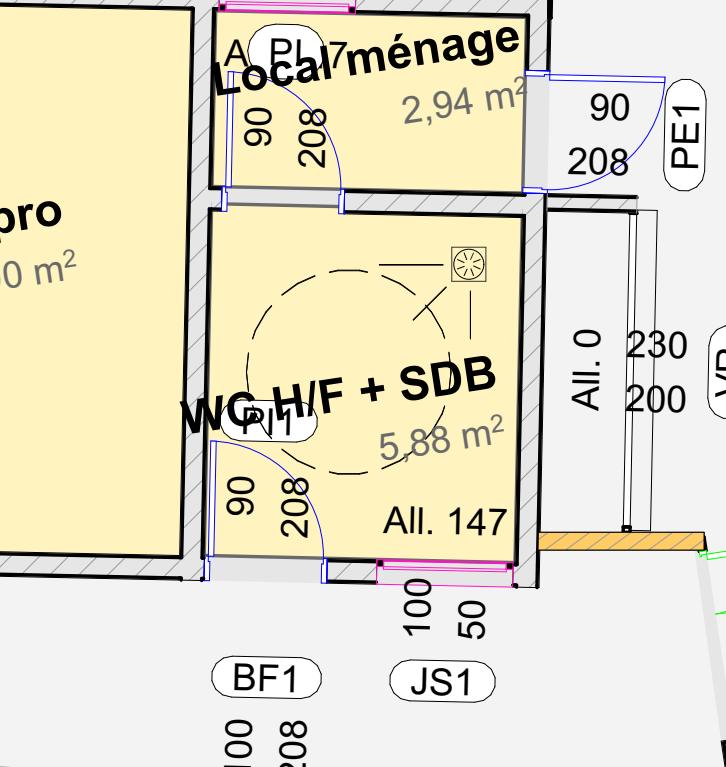 PI
7
Local ménage
2,94 m²
90
208
90
208
PE1
pro
0 m²
All. 0
230
200
WC H/F + SDB
PI1
5,88 m²
90
208
All. 147
100
50
BF1
JS1
100
208